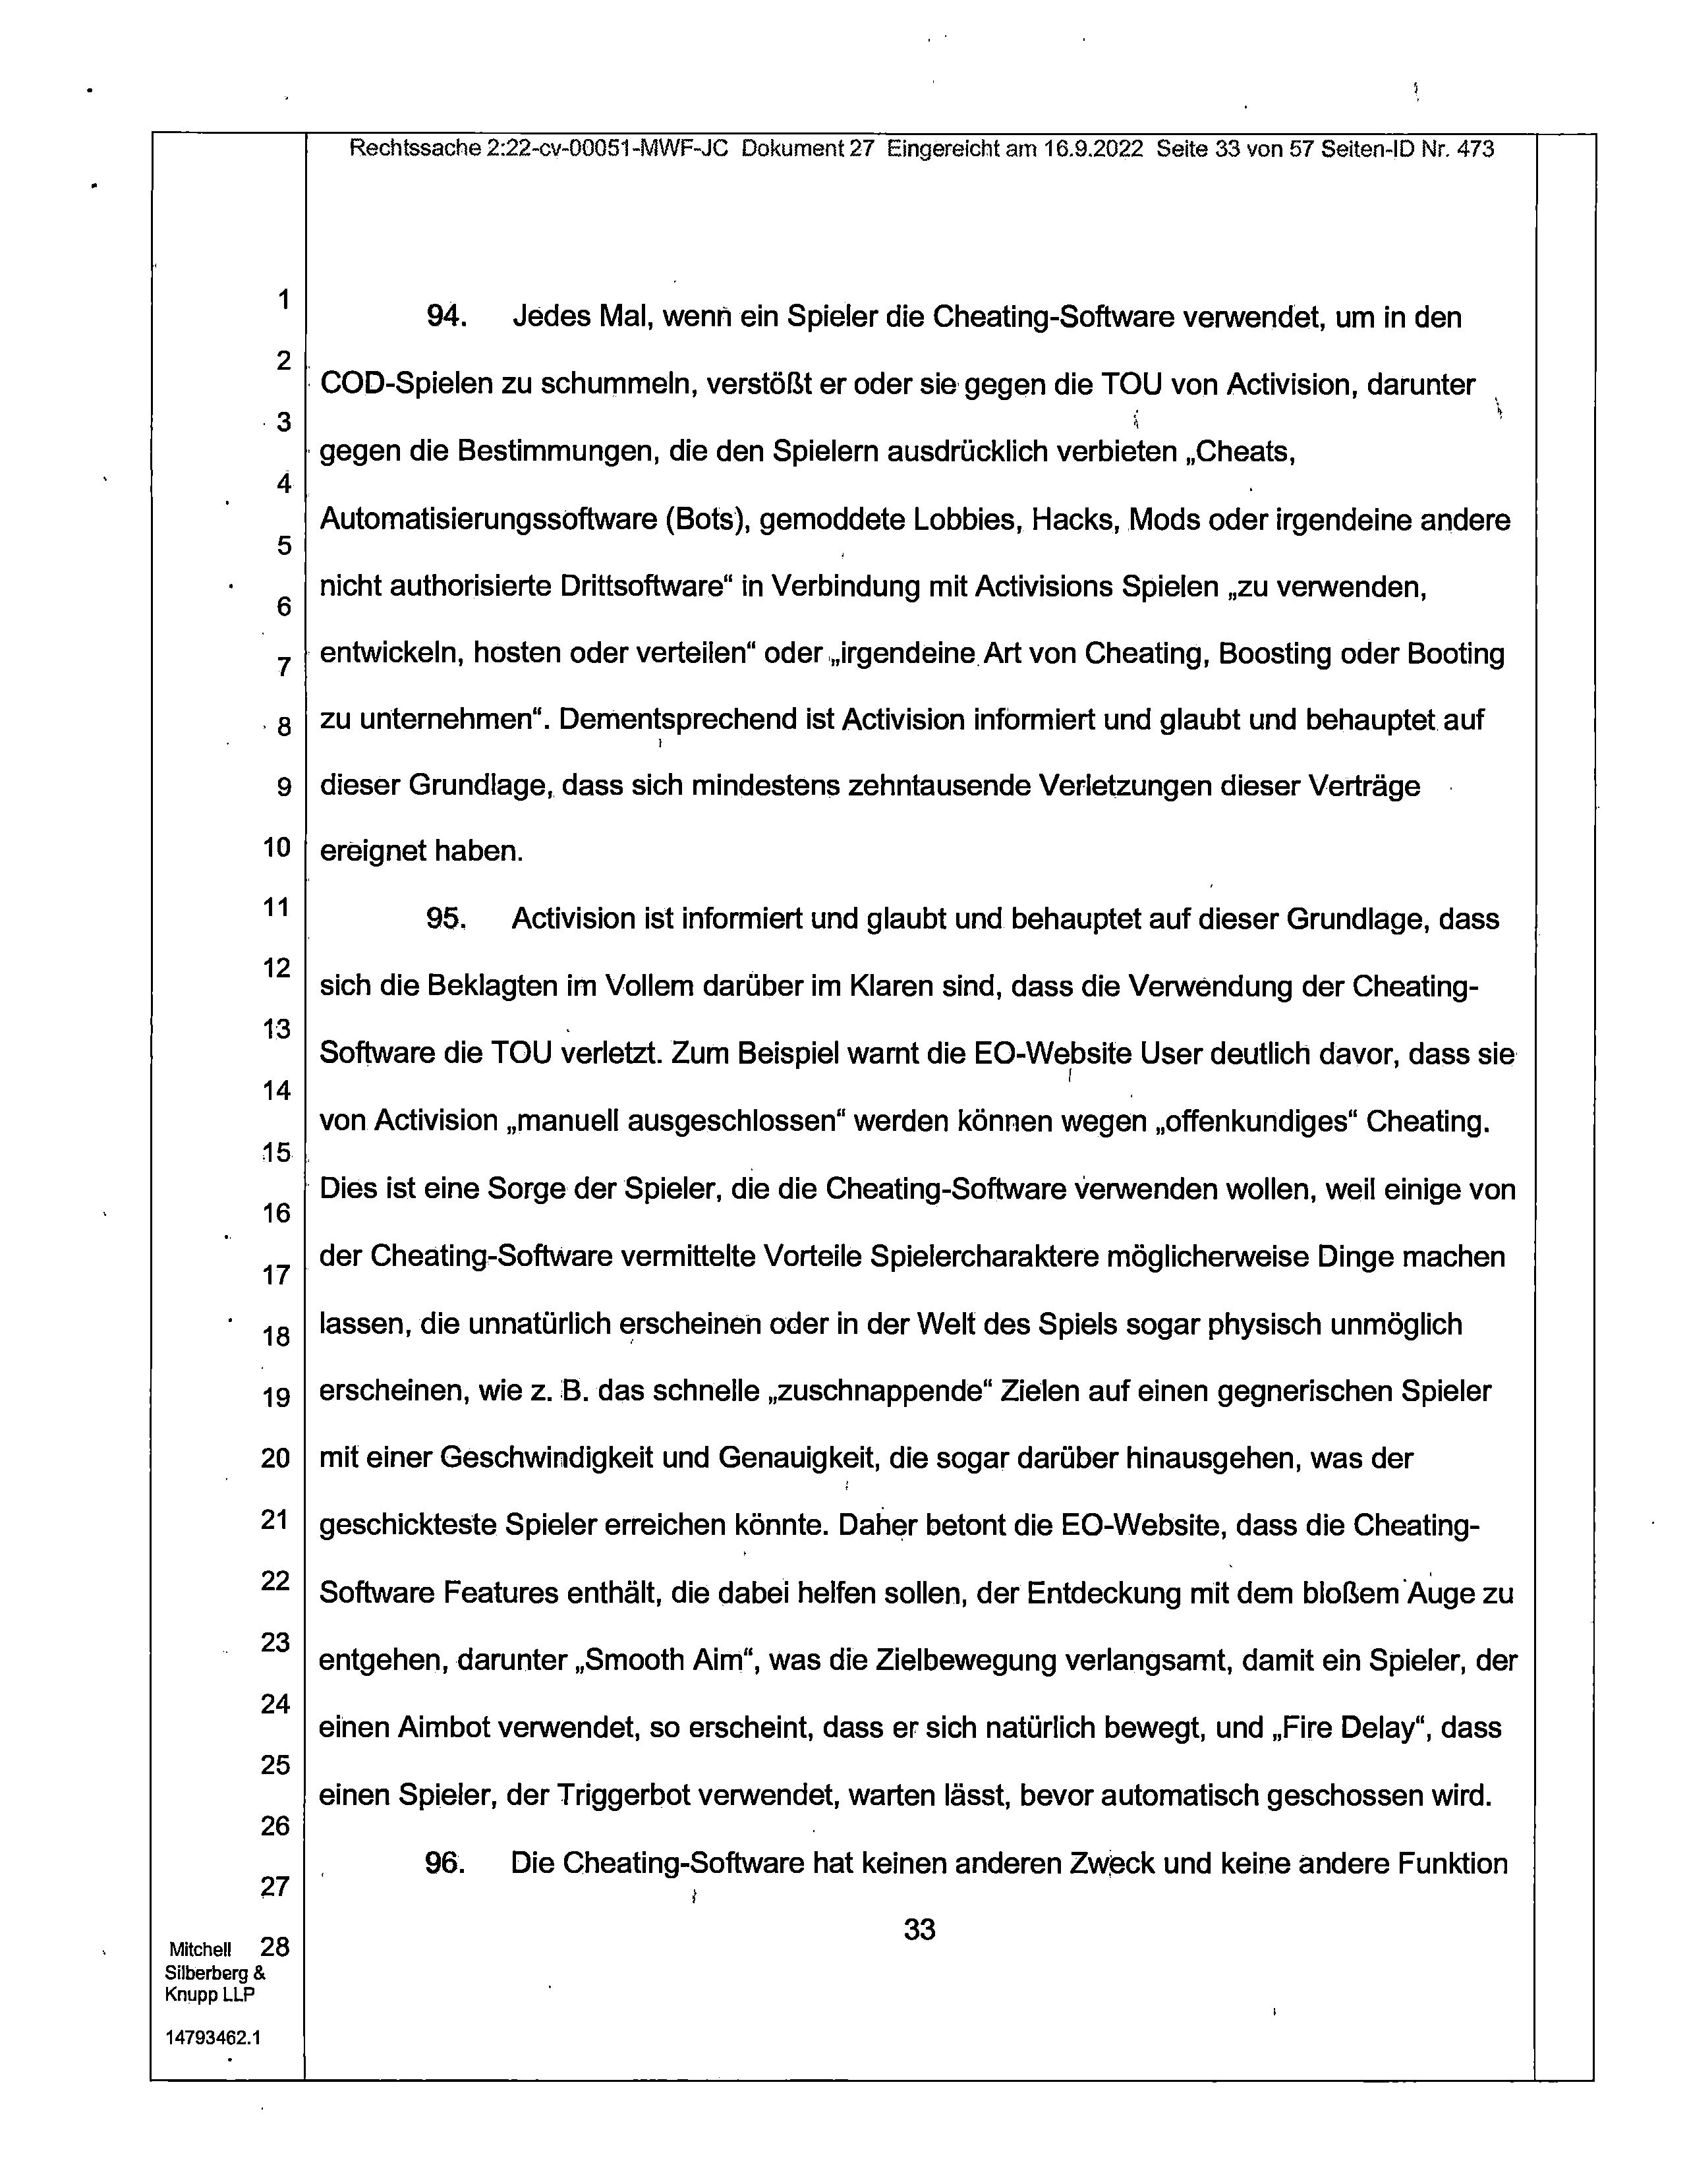 Rechtssache 2:22-cv-00051-MWF-JC Dokument 27 Eingereicht am 16.9.2022 Seite 33 von 57 Seiten-ID Nr. 473
1
94. Jedes Mal, wenn ein Spieler die Cheating-Software verwendet, um in den
2
COD-Spielen zu schummeln, verstößt er oder sie gegen die TOU von Activision, darunter
3
gegen die Bestimmungen, die den Spielern ausdrücklich verbieten „Cheats,
4
Automatisierungssoftware (Bots), gemoddete Lobbies, Hacks, Mods oder irgendeine andere
5
nicht authorisierte Drittsoftware“ in Verbindung mit Activisions Spielen „zu verwenden,
6
entwickeln, hosten oder verteilen“ oder „irgendeine Art von Cheating, Boosting oder Booting
7
zu unternehmen“. Dementsprechend ist Activision informiert und glaubt und behauptet auf
8
dieser Grundlage, dass sich mindestens zehntausende Verletzungen dieser Verträge
9
ereignet haben.
10
11
95. Activision ist informiert und glaubt und behauptet auf dieser Grundlage, dass
12
sich die Beklagten im Vollem darüber im Klaren sind, dass die Verwendung der Cheating-
13
Software die TOU verletzt. Zum Beispiel warnt die EO-Website User deutlich davor, dass sie
14
von Activision „manuell ausgeschlossen“ werden können wegen „offenkundiges“ Cheating.
15
Dies ist eine Sorge der Spieler, die die Cheating-Software verwenden wollen, weil einige von
16
der Cheating-Software vermittelte Vorteile Spielercharaktere möglicherweise Dinge machen
17
lassen, die unnatürlich erscheinen oder in der Welt des Spiels sogar physisch unmöglich
18
erscheinen, wie z. B. das schnelle „zuschnappende“ Zielen auf einen gegnerischen Spieler
19
mit einer Geschwindigkeit und Genauigkeit, die sogar darüber hinausgehen, was der
20
geschickteste Spieler erreichen könnte. Daher betont die EO-Website, dass die Cheating-
21
Software Features enthält, die dabei helfen sollen, der Entdeckung mit dem bloßem Auge zu
22
entgehen, darunter „Smooth Aim“, was die Zielbewegung verlangsamt, damit ein Spieler, der
23
einen Aimbot verwendet, so erscheint, dass er sich natürlich bewegt, und „Fire Delay“, dass
24
einen Spieler, der Triggerbot verwendet, warten lässt, bevor automatisch geschossen wird.
25
26
96. Die Cheating-Software hat keinen anderen Zweck und keine andere Funktion
27
33
28
Mitchell
Silberberg &
Knupp LLP
14793462.1